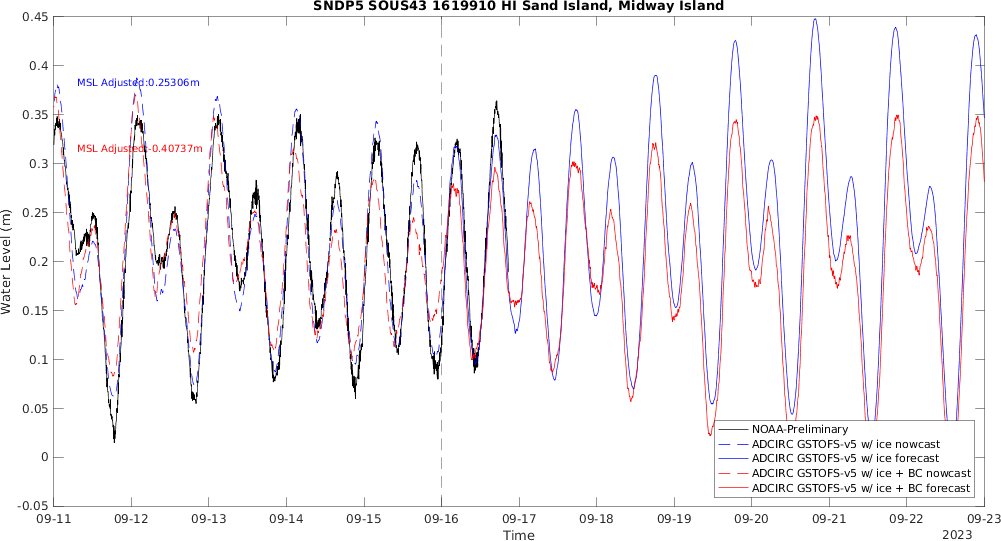 SNDP5 SOUS43 1619910 HI Sand Island, Midway Island
0.45
0.4
0.35
0.3
0.25
0.2
0.15
0.1
0.05
0
-0.05
Water Level (m)
MSL Adjusted:0.25306m
MSL Adjusted:-0.40737m
NOAA-Preliminary
ADCIRC GSTOFS-v5 w/ ice nowcast
ADCIRC GSTOFS-v5 w/ ice forecast
ADCIRC GSTOFS-v5 w/ ice + BC nowcast
ADCIRC GSTOFS-v5 w/ ice + BC forecast
09-11 09-12 09-13 09-14 09-15 09-16 09-17 09-18 09-19 09-20 09-21 09-22 09-23
Time
2023